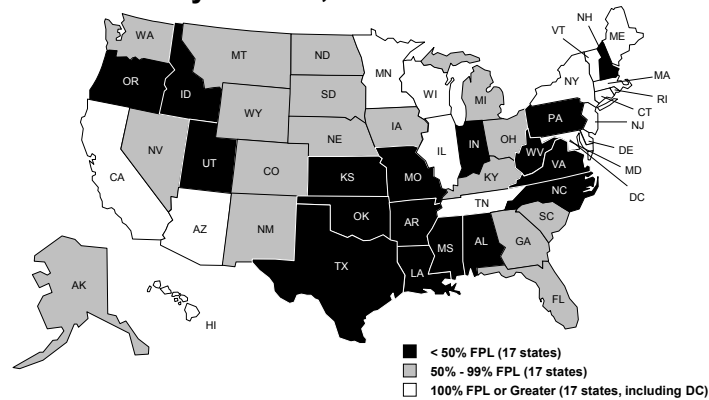 NH
VT
ME
WA
MT
ND
MN
OR
ID
SD
WI
NY
MA
WY
MI
RI
CT
IA
PA
NJ
NE
OH
NV
IL
IN
DE
UT
CO
WV
VA
MD
CA
KS
MO
KY
DC
NC
TN
AZ
NM
OK
AR
SC
MS
AL
GA
TX
LA
AK
FL
HI
< 50% FPL (17 states)
50% - 99% FPL (17 states)
100% FPL or Greater (17 states, including DC)